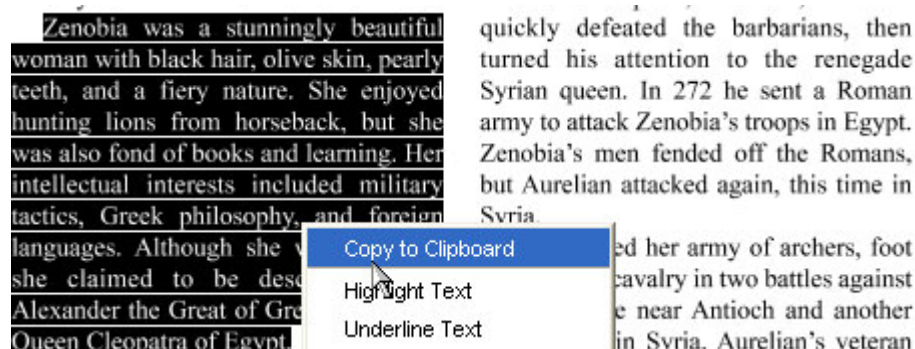 Zenobia was a stunningly beautiful
woman with black hair, olive skin, pearly
teeth, and a fiery nature. She enjoyed
hunting lions from horseback, but she
was also fond of books and learning. Her
intellectual interests included military
tactics, Greek philosophy, and foreign
languages. Although she
she claimed to be
Alexander the Great of
Queen Cleopatra of Egypt.
Copy to Clipboard
Highlight Text
Underline Text
quickly defeated the barbarians, then
turned his attention to the renegade
Syrian queen. In 272 he sent a Roman
army to attack Zenobia's troops in Egypt.
Zenobia's men fended off the Romans,
but Aurelian attacked again, this time in
Syria.
her army of archers, foot
cavalry in two battles against
near Antioch and another
in Syria. Aurelian's veteran